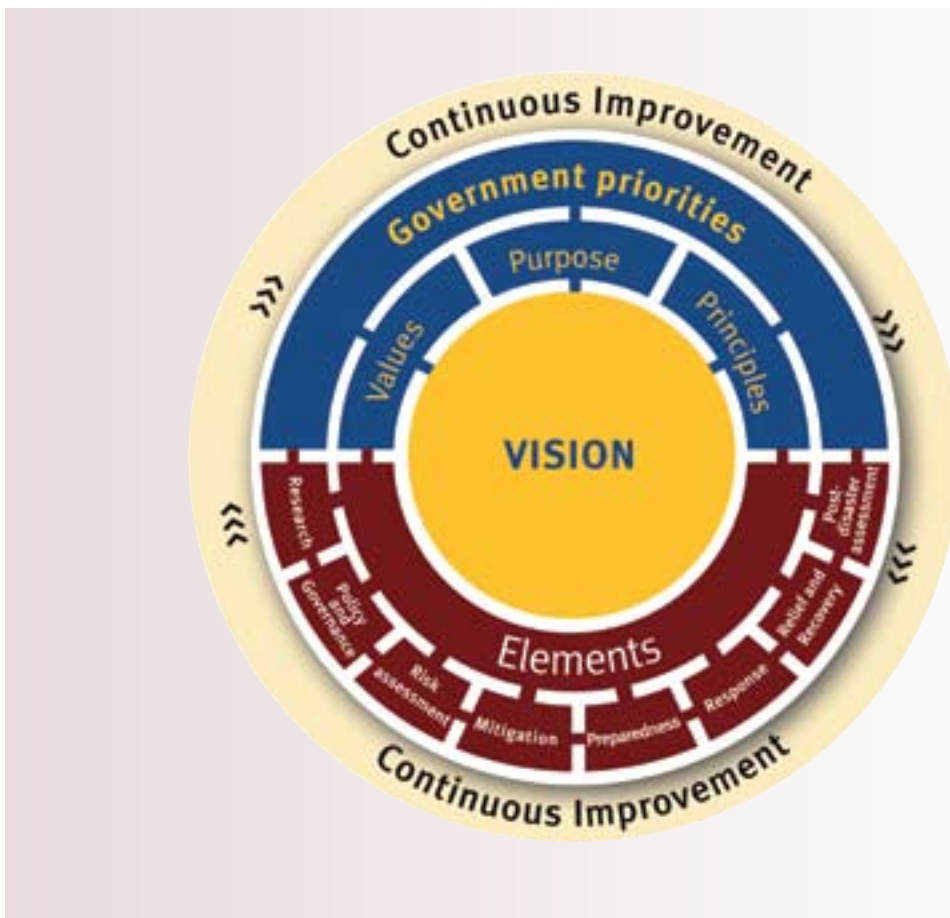 Continuous Improvement
Government priorities
Purpose
Values
Principles
VISION
Elements
Research
Policy
and
Governance
Risk
assessment
Mitigation
Preparedness
Response
Relief and
Recovery
Post-
disaster
assessment
Continuous Improvement